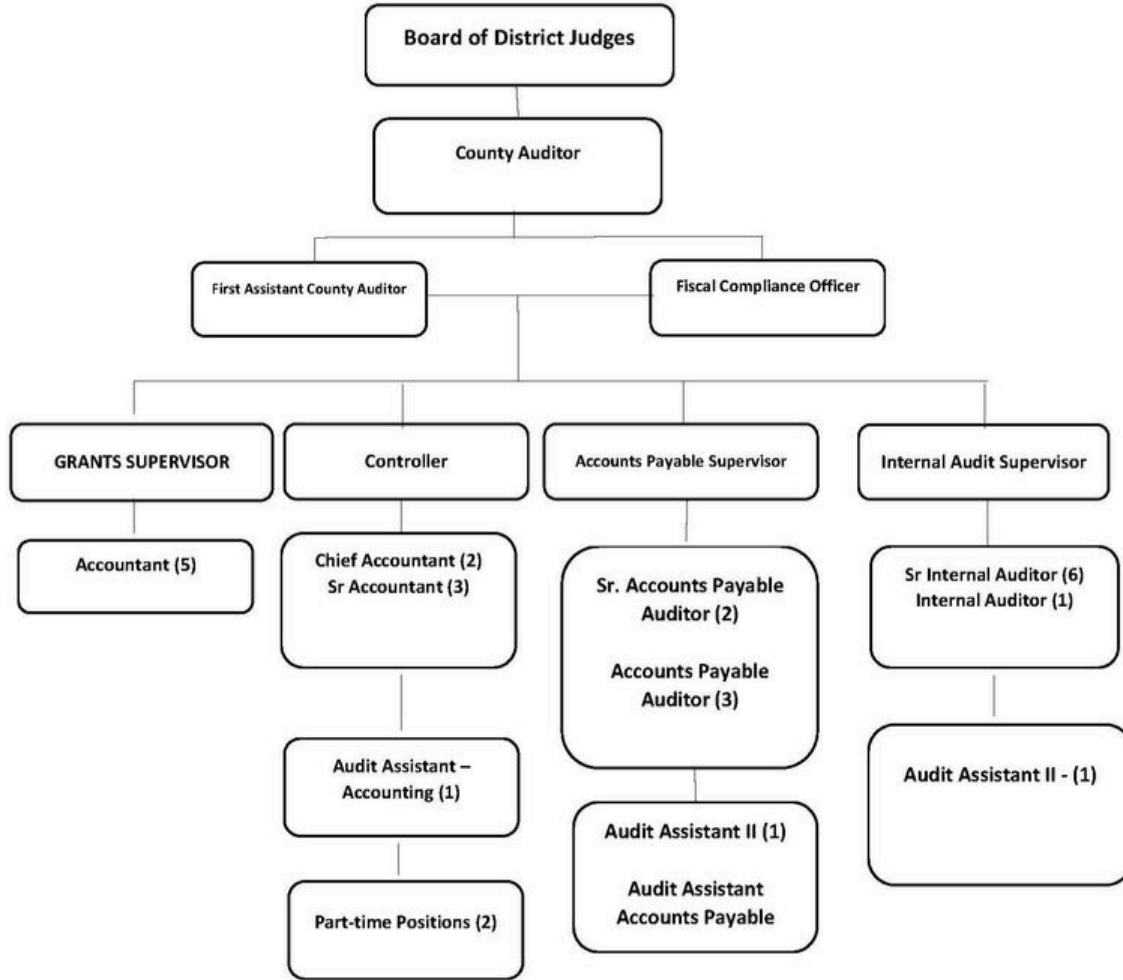 Board of District Judges
County Auditor
First Assistant County Auditor
Fiscal Compliance Officer
GRANTS SUPERVISOR
Controller
Accounts Payable Supervisor
Internal Audit Supervisor
Accountant (5)
Chief Accountant (2)
Sr Accountant (3)
Sr. Accounts Payable
Auditor (2)
Accounts Payable
Auditor (3)
Sr Internal Auditor (6)
Internal Auditor (1)
Audit Assistant –
Accounting (1)
Audit Assistant II (1)
Audit Assistant
Accounts Payable
Audit Assistant II - (1)
Part-time Positions (2)